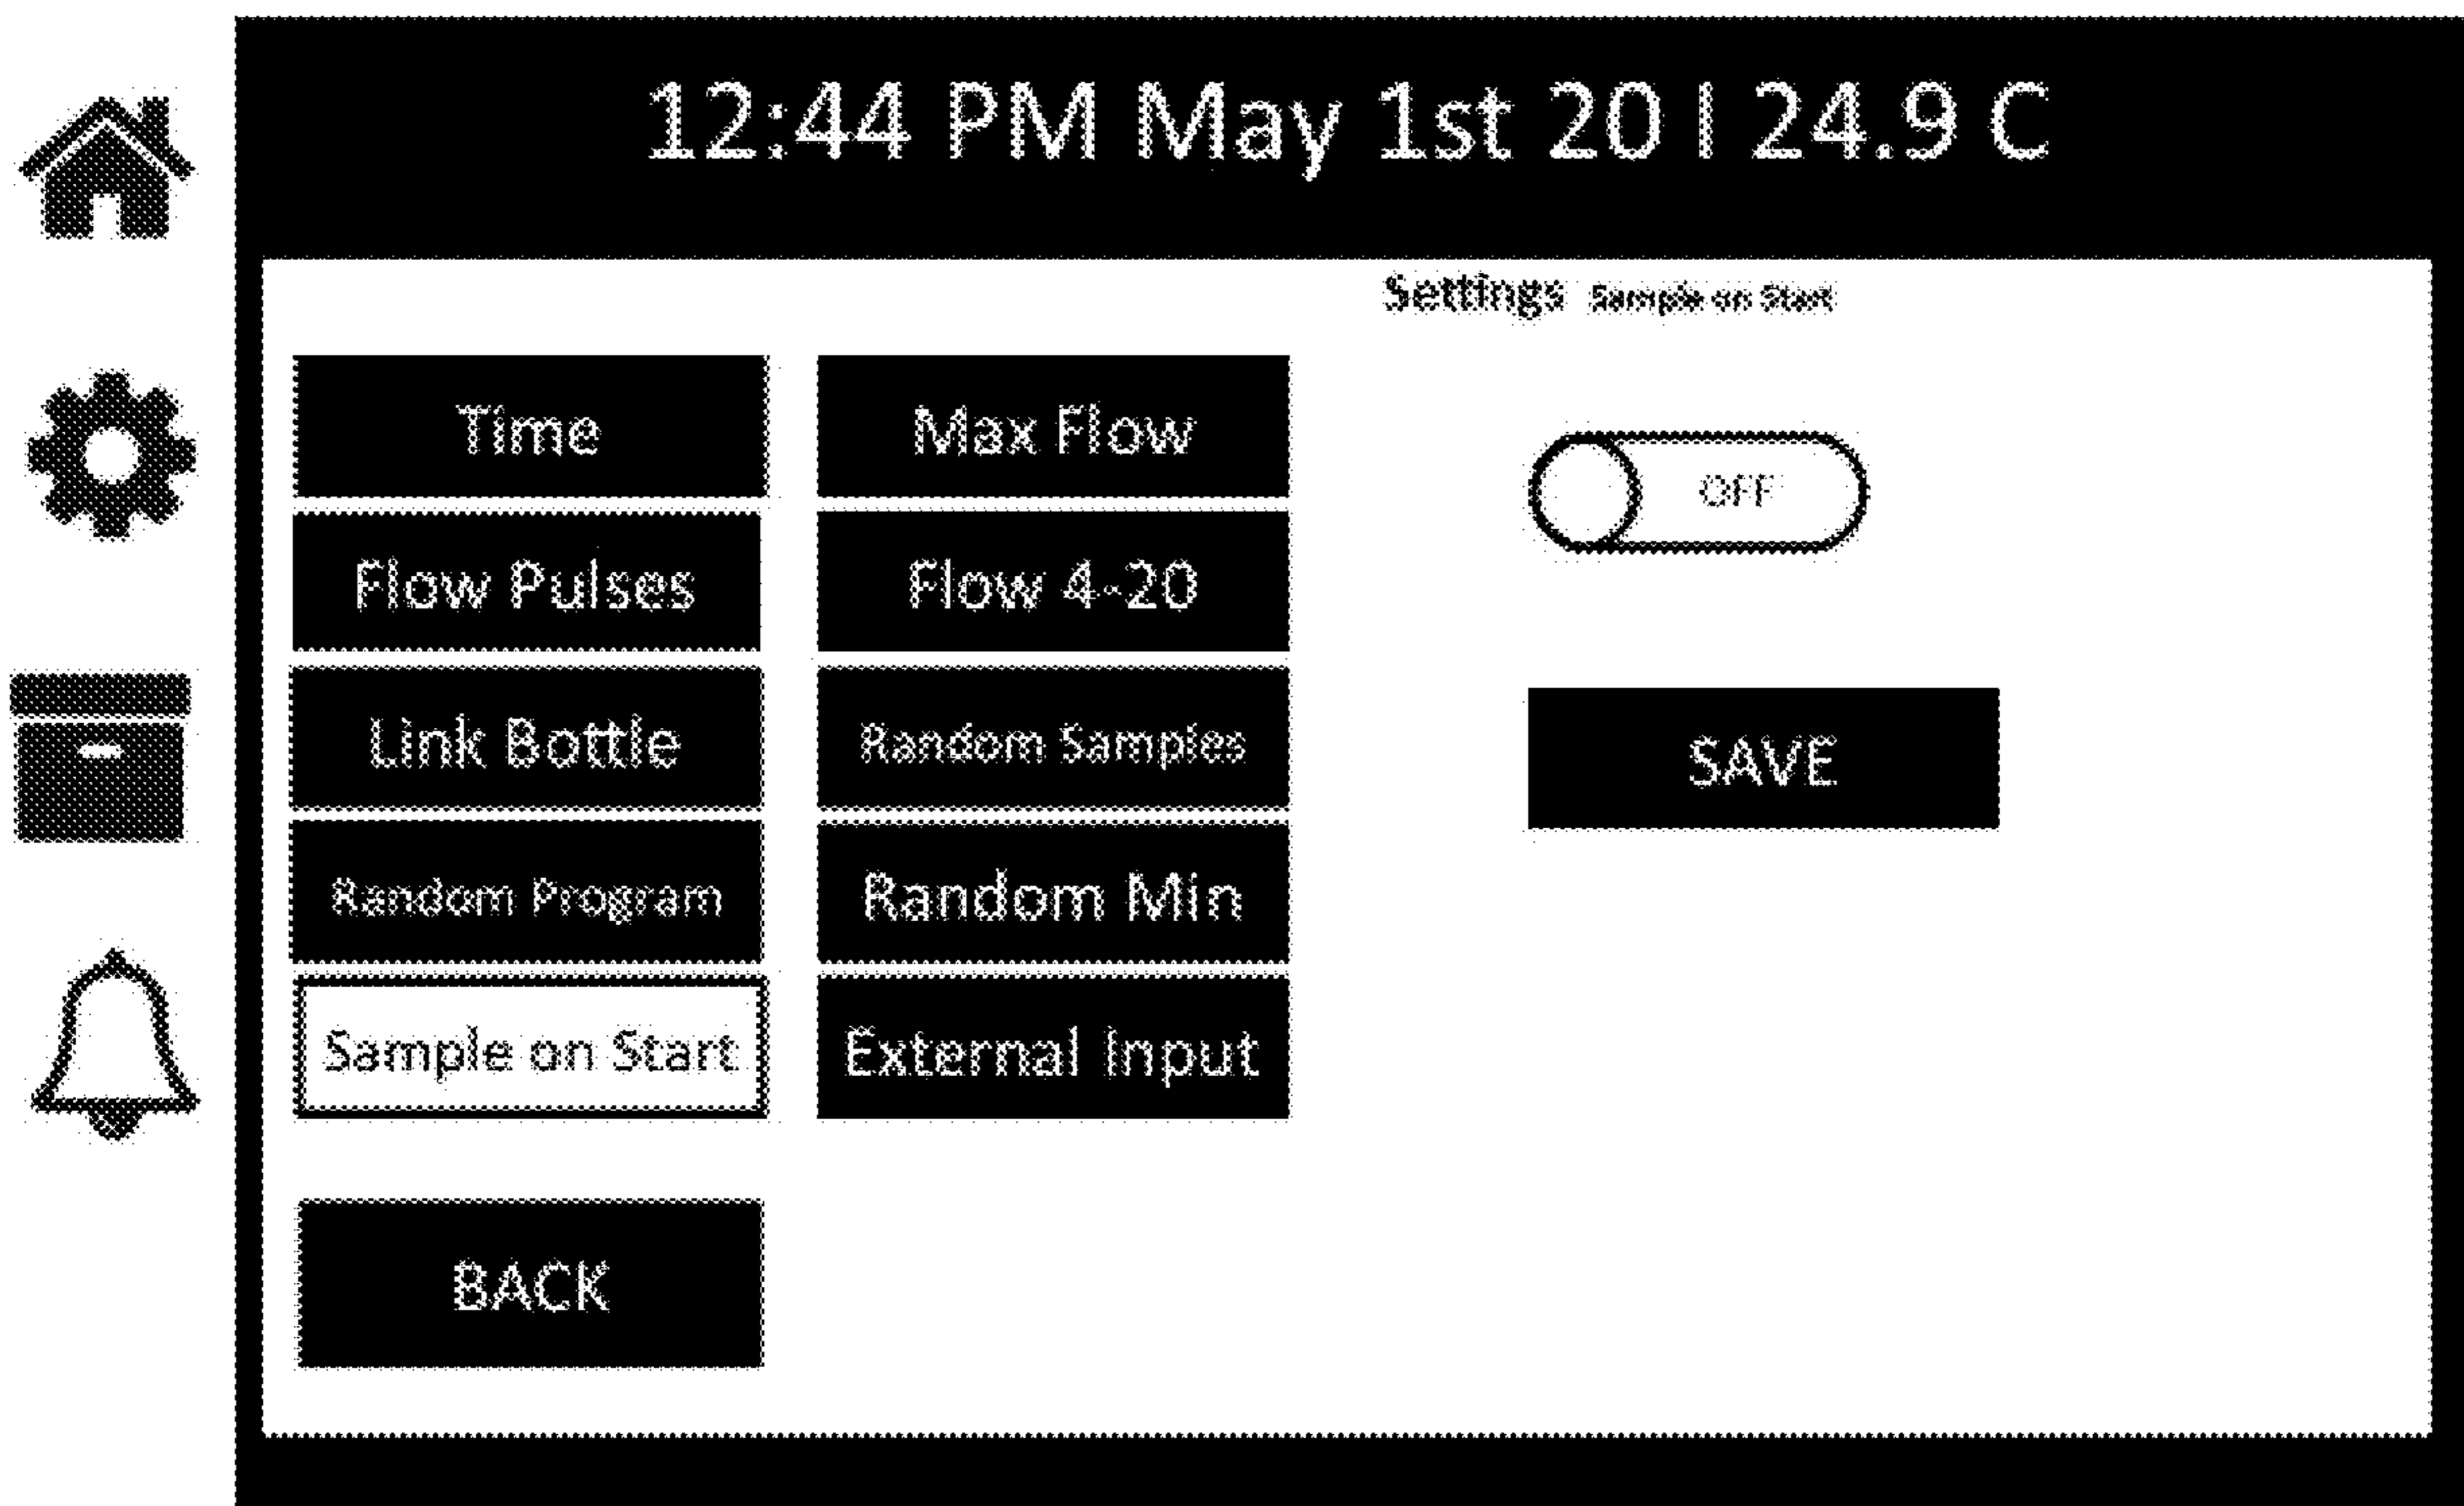 12:44 PM May 1st 20 I 24.9 C
Settings Sample on Start
Time
Max Flow
OFF
Flow Pulses
Flow 4-20
Link Bottle
Random Samples
SAVE
Random Program
Random Min
Sample on Start
External Input
BACK